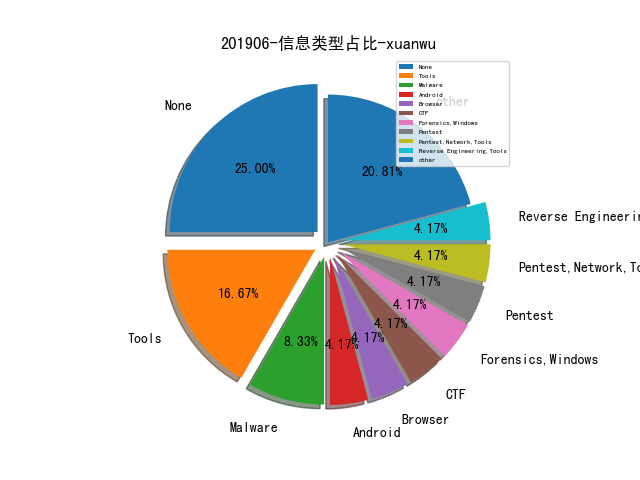 201906-信息类型占比-xuanwu
None
Tools
Malware
Android
Browser
CTF
Forensics,Windows
Pentest
Pentest,Network,Tools
Reverse Engineering,Tools
other
other
None
25.00%
20.81%
Reverse Engineerin
4.17%
4.17%
Pentest,Network,To
4.17%
16.67%
4.17%
Pentest
4.17%
Tools
8.33%
4.17%
4.17%
Forensics,Windows
CTF
Malware
Android
Browser